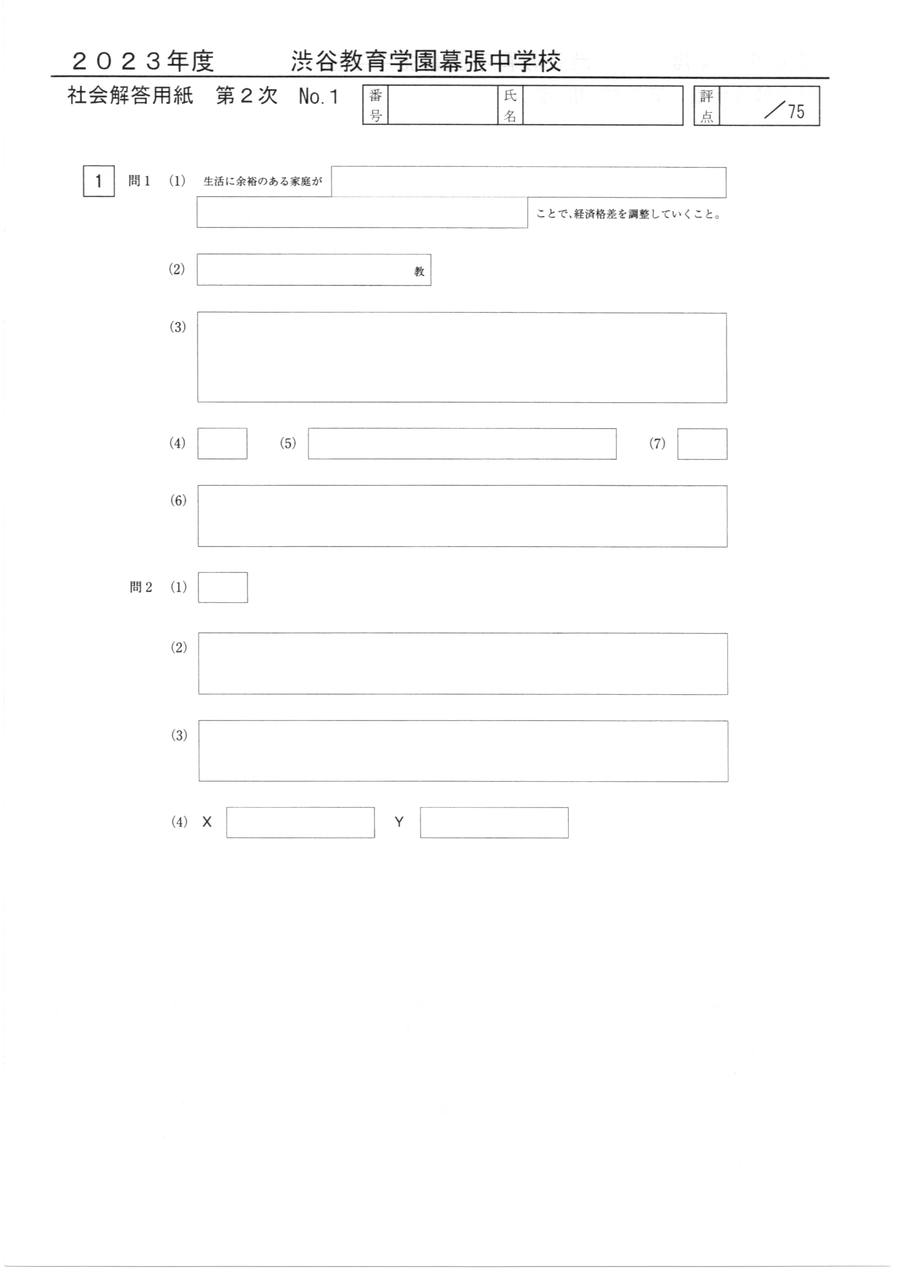 ２０２３年度　渋谷教育学園幕張中学校
社会解答用紙　第２次　No.1　番号　氏名　評点　／75
1　問１　(1)　生活に余裕のある家庭が
ことで、経済格差を調整していくこと。
(2)　教
(3)
(4)　(5)　(7)
(6)
問２　(1)
(2)
(3)
(4)　X　Y